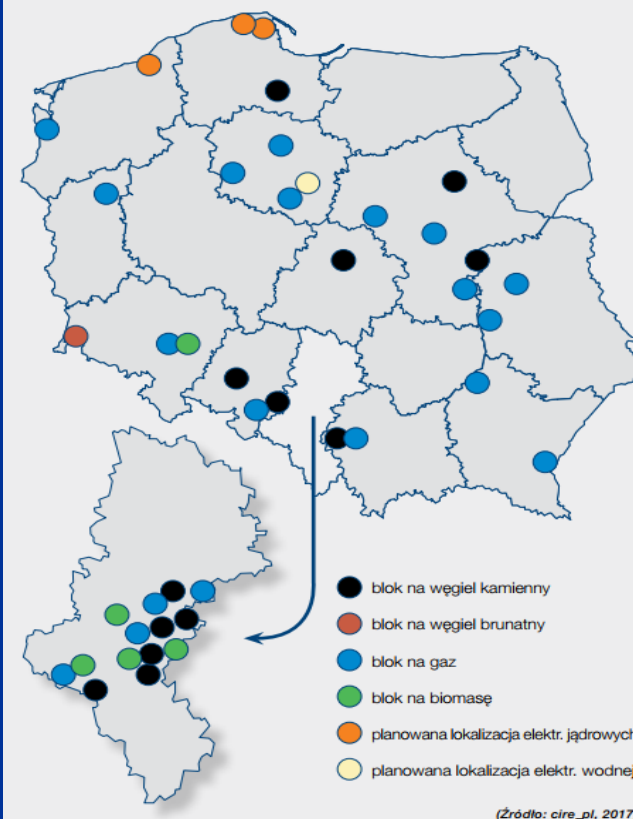 blok na węgiel kamienny
blok na węgiel brunatny
blok na gaz
blok na biomasę
planowana lokalizacja elektr. jądrowych
planowana lokalizacja elektr. wodnej
(Źródło: cire_pl, 2017